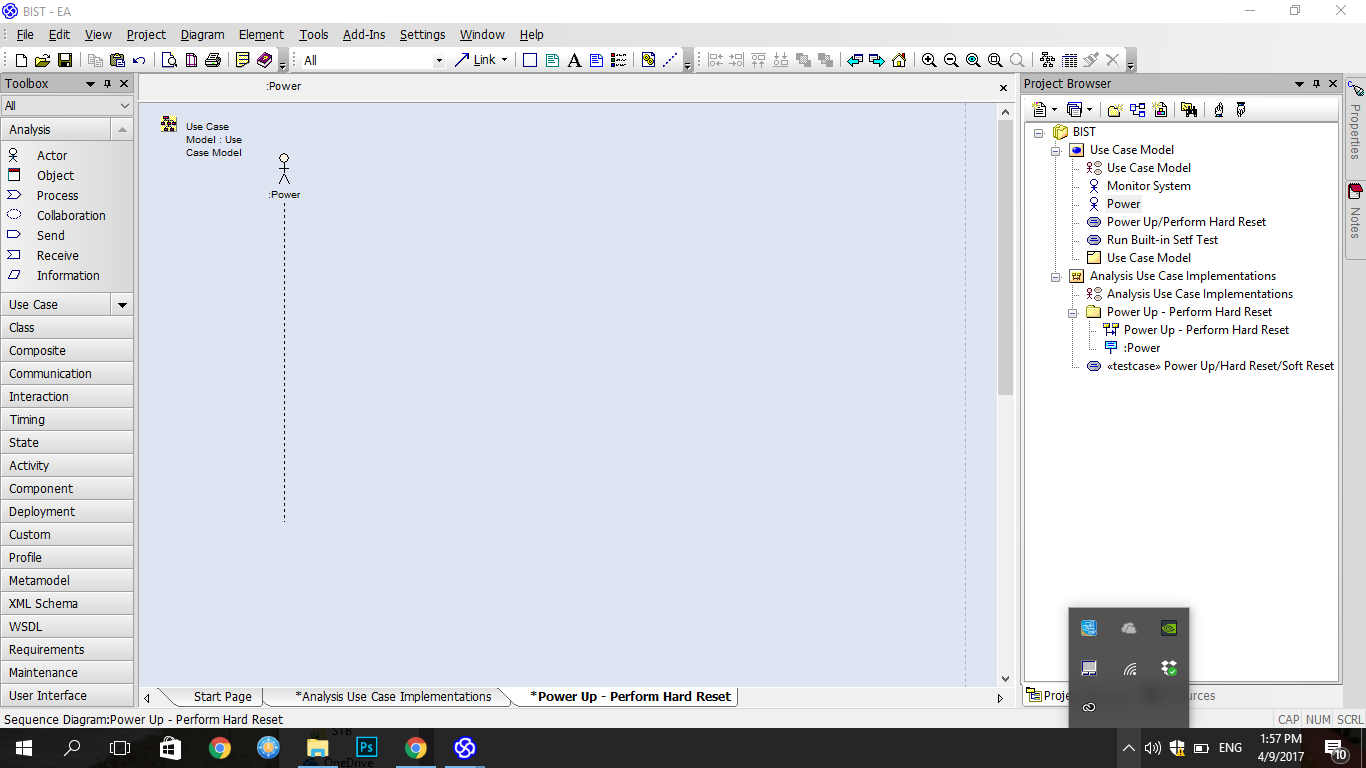 BIST - EA
File Edit View Project Diagram Element Tools Add-Ins Settings Window Help
All Link A
Toolbox
All
Analysis
Actor
Object
Process
Collaboration
Send
Receive
Information
Use Case
Class
Composite
Communication
Interaction
Timing
State
Activity
Component
Deployment
Custom
Profile
Metamodel
XML Schema
WSDL
Requirements
Maintenance
User Interface
:Power
Use Case
Model : Use
Case Model
:Power
Start Page *Analysis Use Case Implementations *Power Up - Perform Hard Reset
Project Browser
BIST
Use Case Model
Use Case Model
Monitor System
Power
Power Up/Perform Hard Reset
Run Built-in Setf Test
Use Case Model
Analysis Use Case Implementations
Analysis Use Case Implementations
Power Up - Perform Hard Reset
Power Up - Perform Hard Reset
:Power
«testcase» Power Up/Hard Reset/Soft Reset
Properties
Notes
Sequence Diagram:Power Up - Perform Hard Reset
CAP NUM SCRL
STB
OneDrive
Ps
ENG
1:57 PM
4/9/2017
10